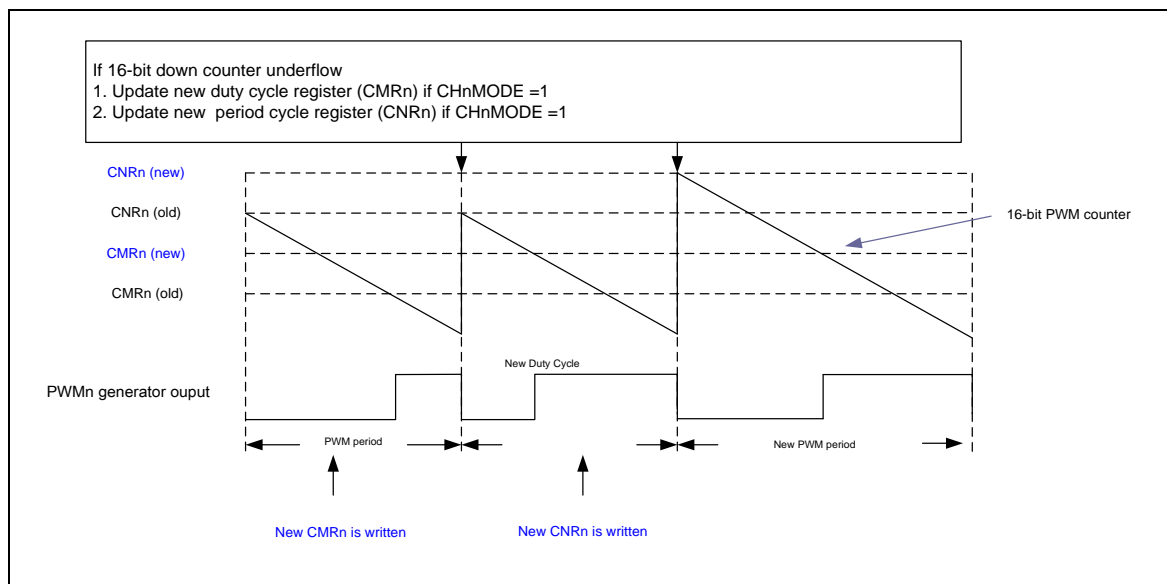 If 16-bit down counter underflow
1. Update new duty cycle register (CMRn) if CHnMODE =1
2. Update new  period cycle register (CNRn) if CHnMODE =1
CNRn (new)
CNRn (old)
16-bit PWM counter
CMRn (new)
CMRn (old)
New Duty Cycle
PWMn generator ouput
PWM period
New PWM period
New CMRn is written
New CNRn is written